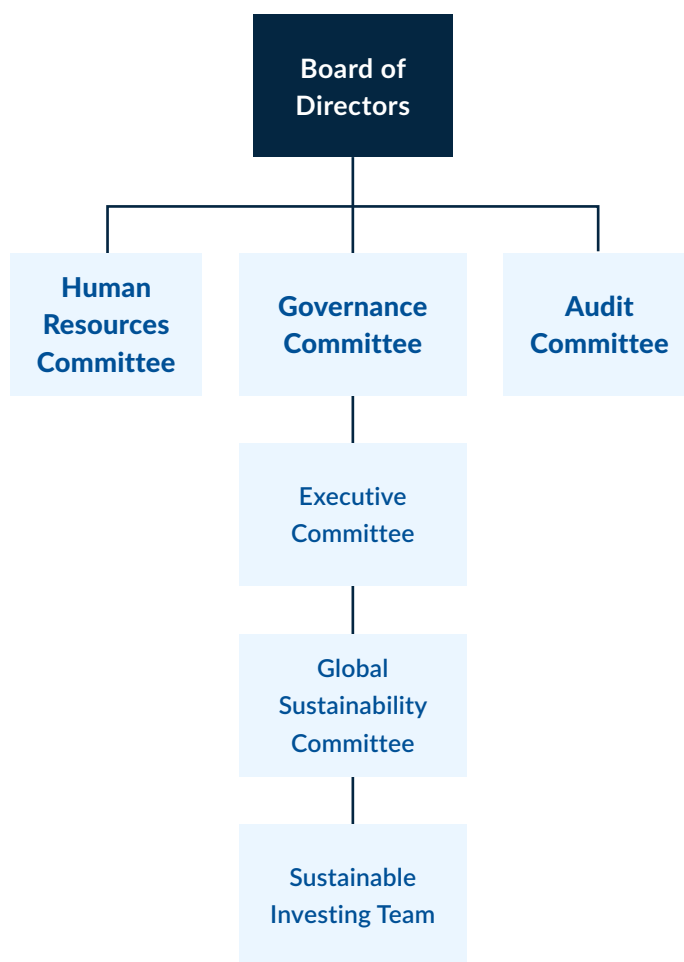 Board of
Directors
Human
Resources
Committee
Governance
Committee
Audit
Committee
Executive
Committee
Global
Sustainability
Committee
Sustainable
Investing Team